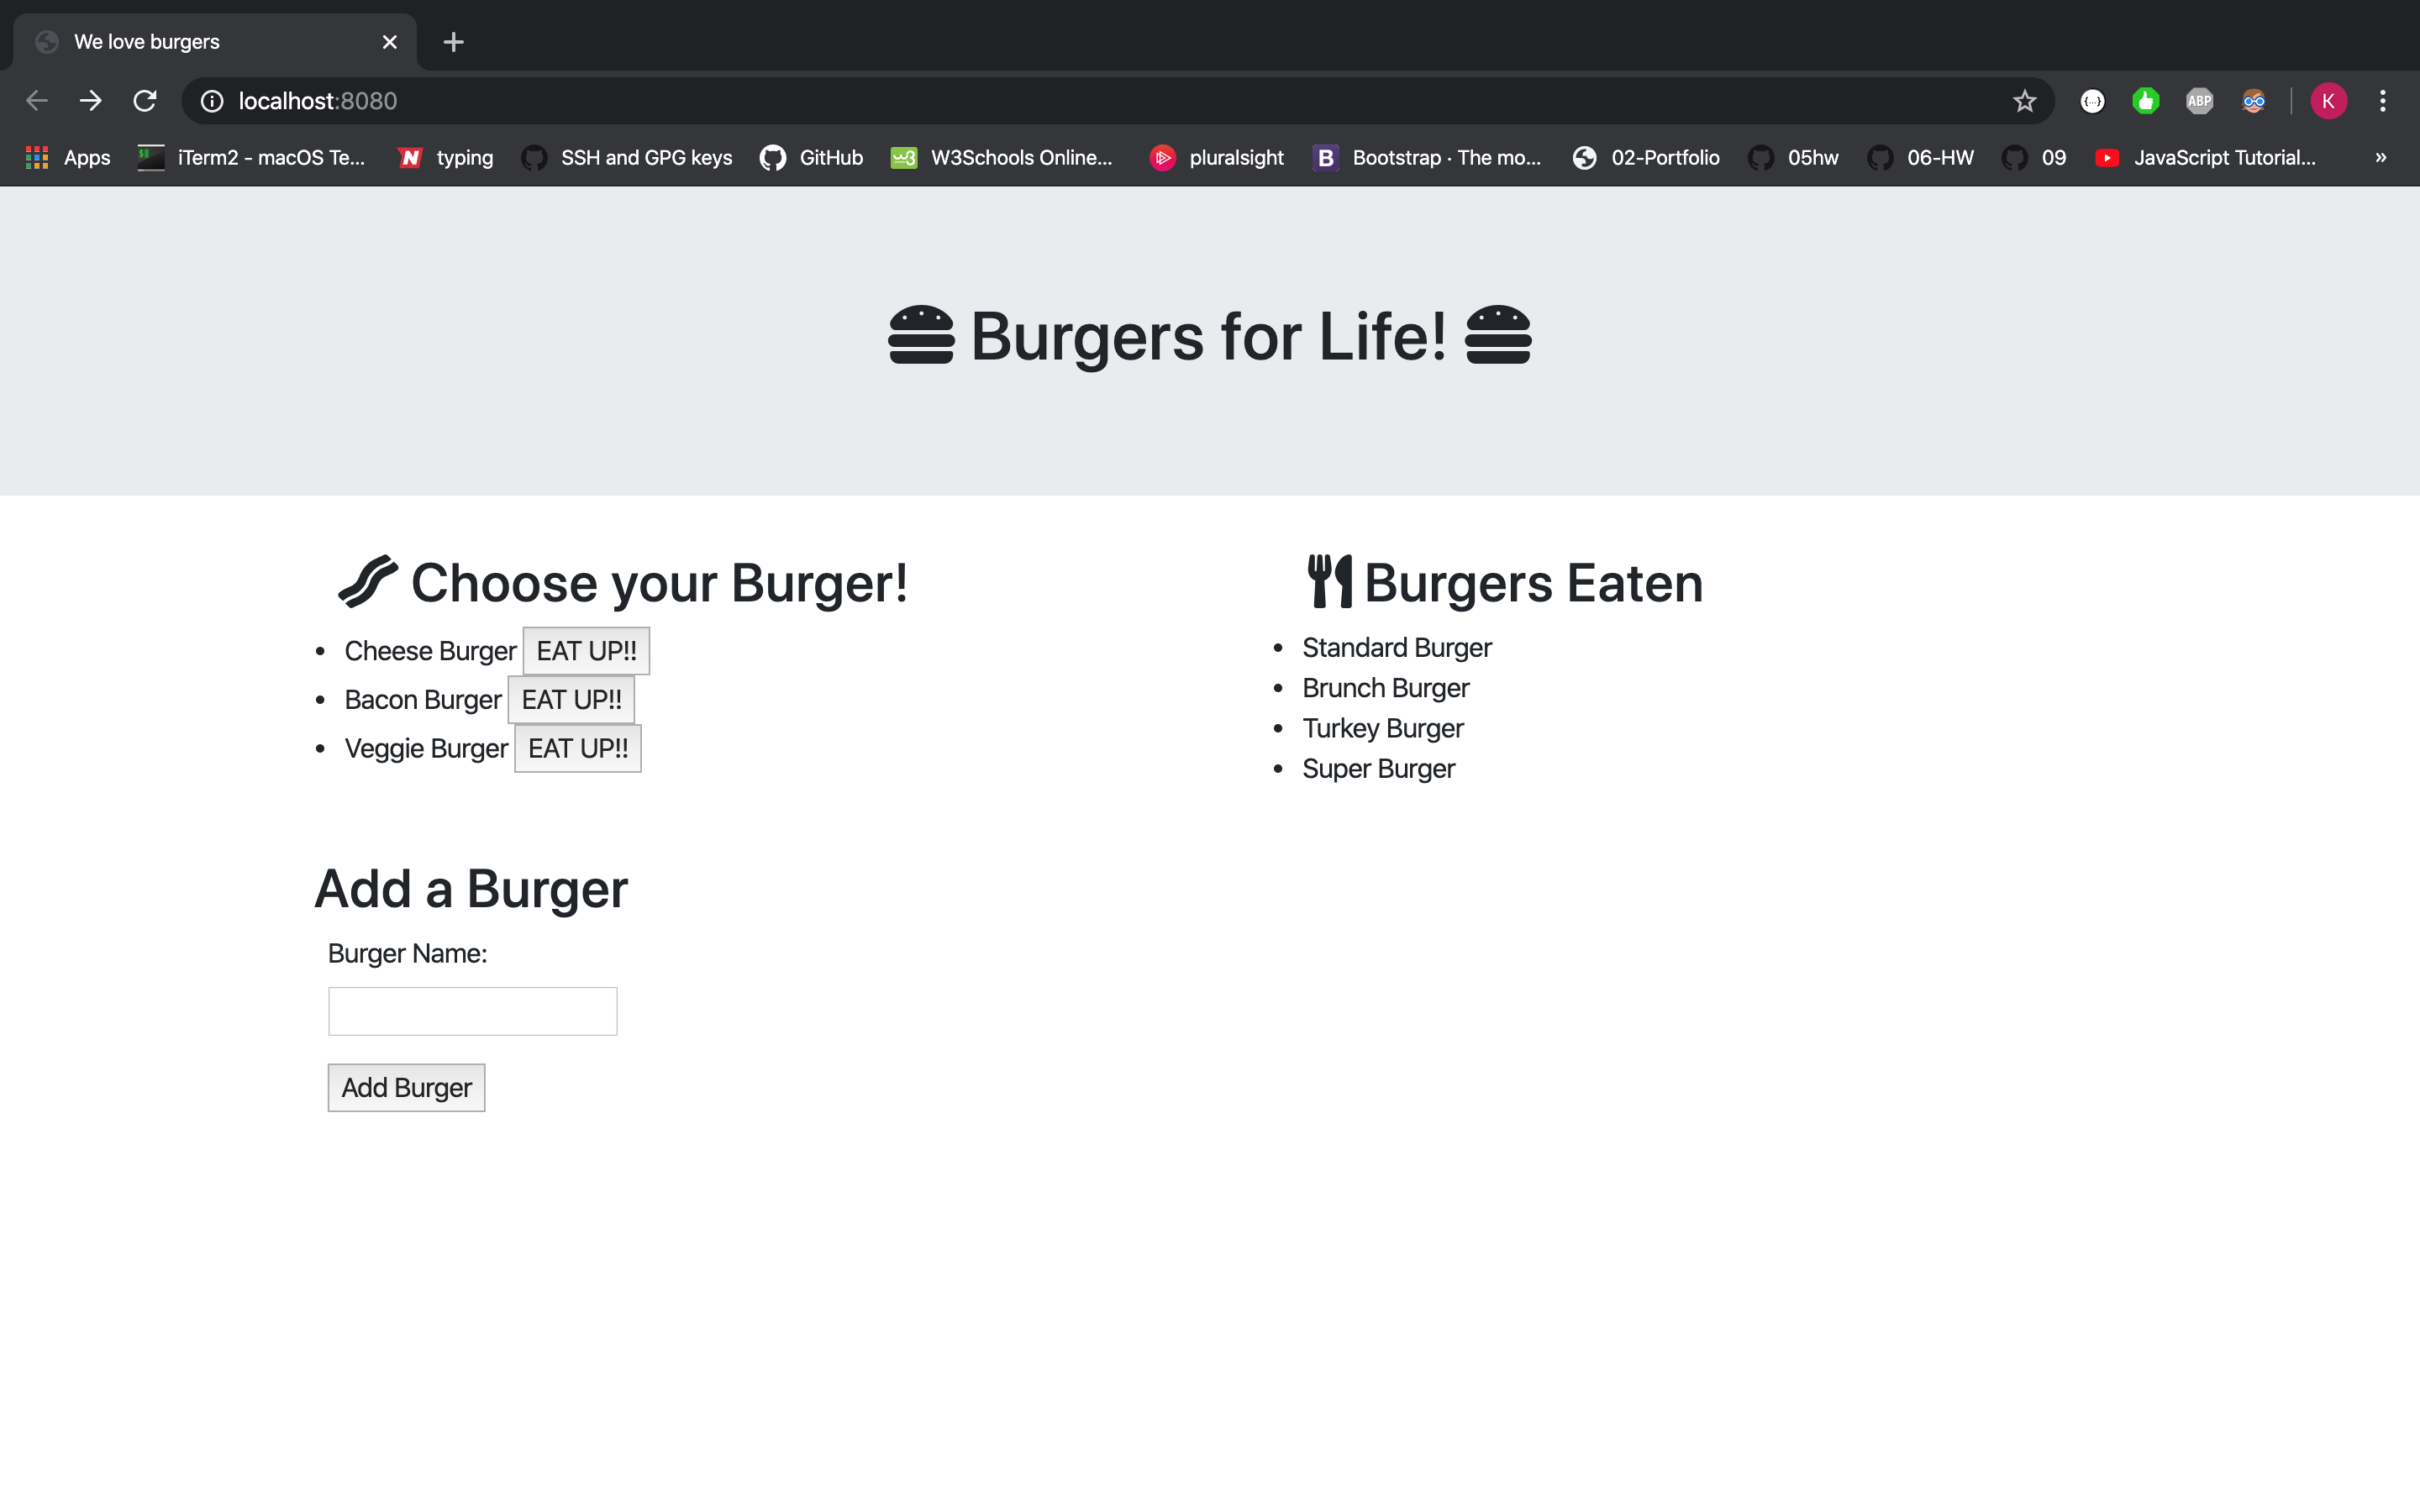 We love burgers
localhost:8080
Apps iTerm2 - macOS Te... typing SSH and GPG keys GitHub W3Schools Online... pluralsight B Bootstrap · The mo... 02-Portfolio 05hw 06-HW 09 JavaScript Tutorial... »
ABP K
Burgers for Life!
Choose your Burger!
Cheese Burger EAT UP!!
Bacon Burger EAT UP!!
Veggie Burger EAT UP!!
Burgers Eaten
Standard Burger
Brunch Burger
Turkey Burger
Super Burger
Add a Burger
Burger Name:
Add Burger